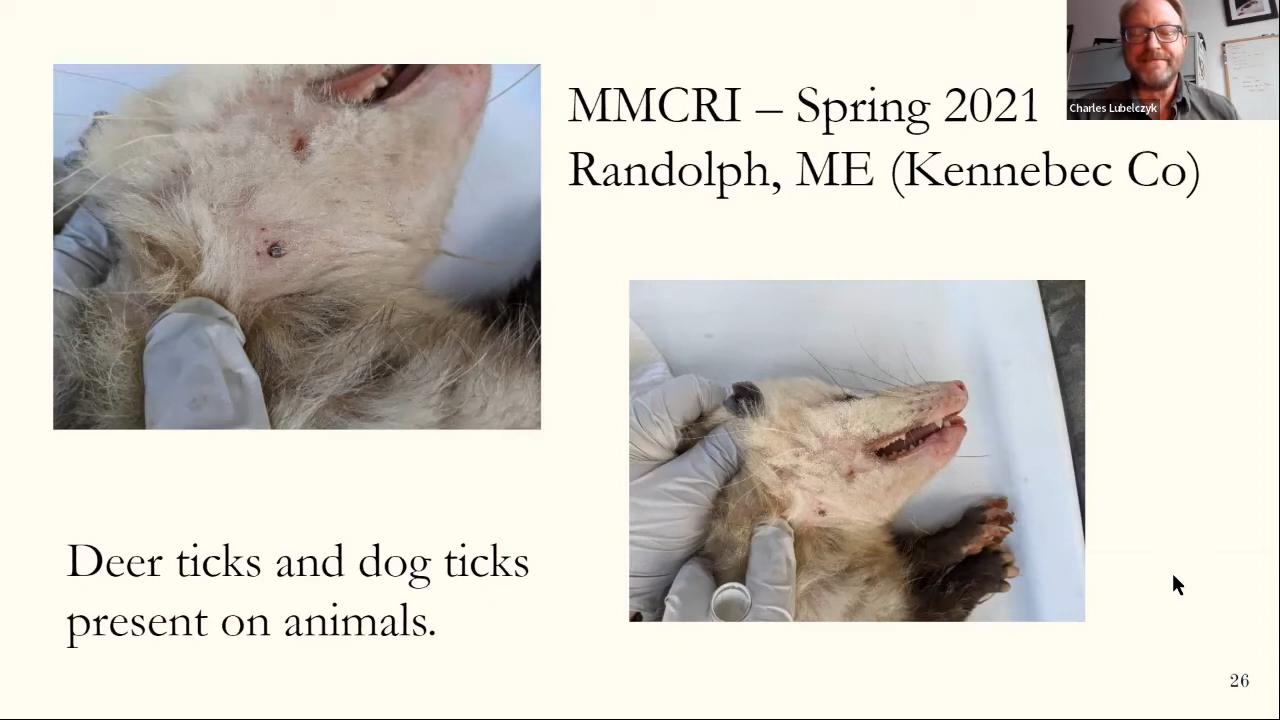 MMCRI – Spring 2021
Charles Lubelczyk
Randolph, ME (Kennebec Co)
Deer ticks and dog ticks
present on animals.
26